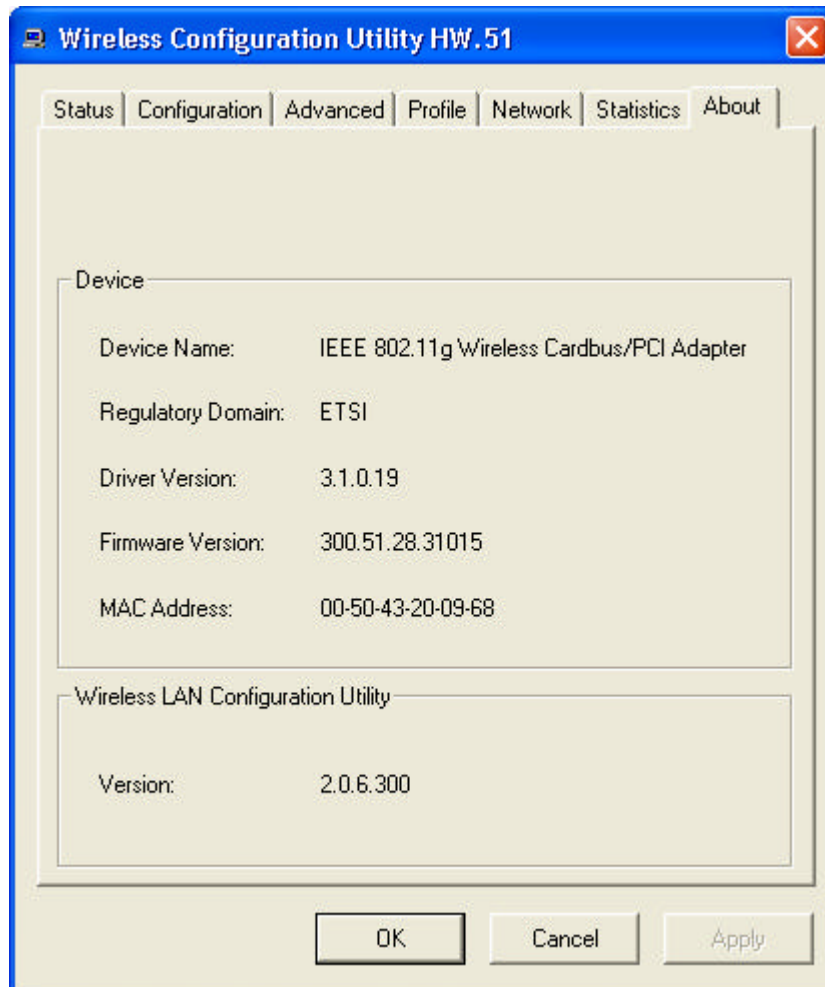 Wireless Configuration Utility HW.51
Status Configuration Advanced Profile Network Statistics About
Device
Device Name: IEEE 802.11g Wireless Cardbus/PCI Adapter
Regulatory Domain: ETSI
Driver Version: 3.1.0.19
Firmware Version: 300.51.28.31015
MAC Address: 00-50-43-20-09-68
Wireless LAN Configuration Utility
Version: 2.0.6.300
OK Cancel Apply